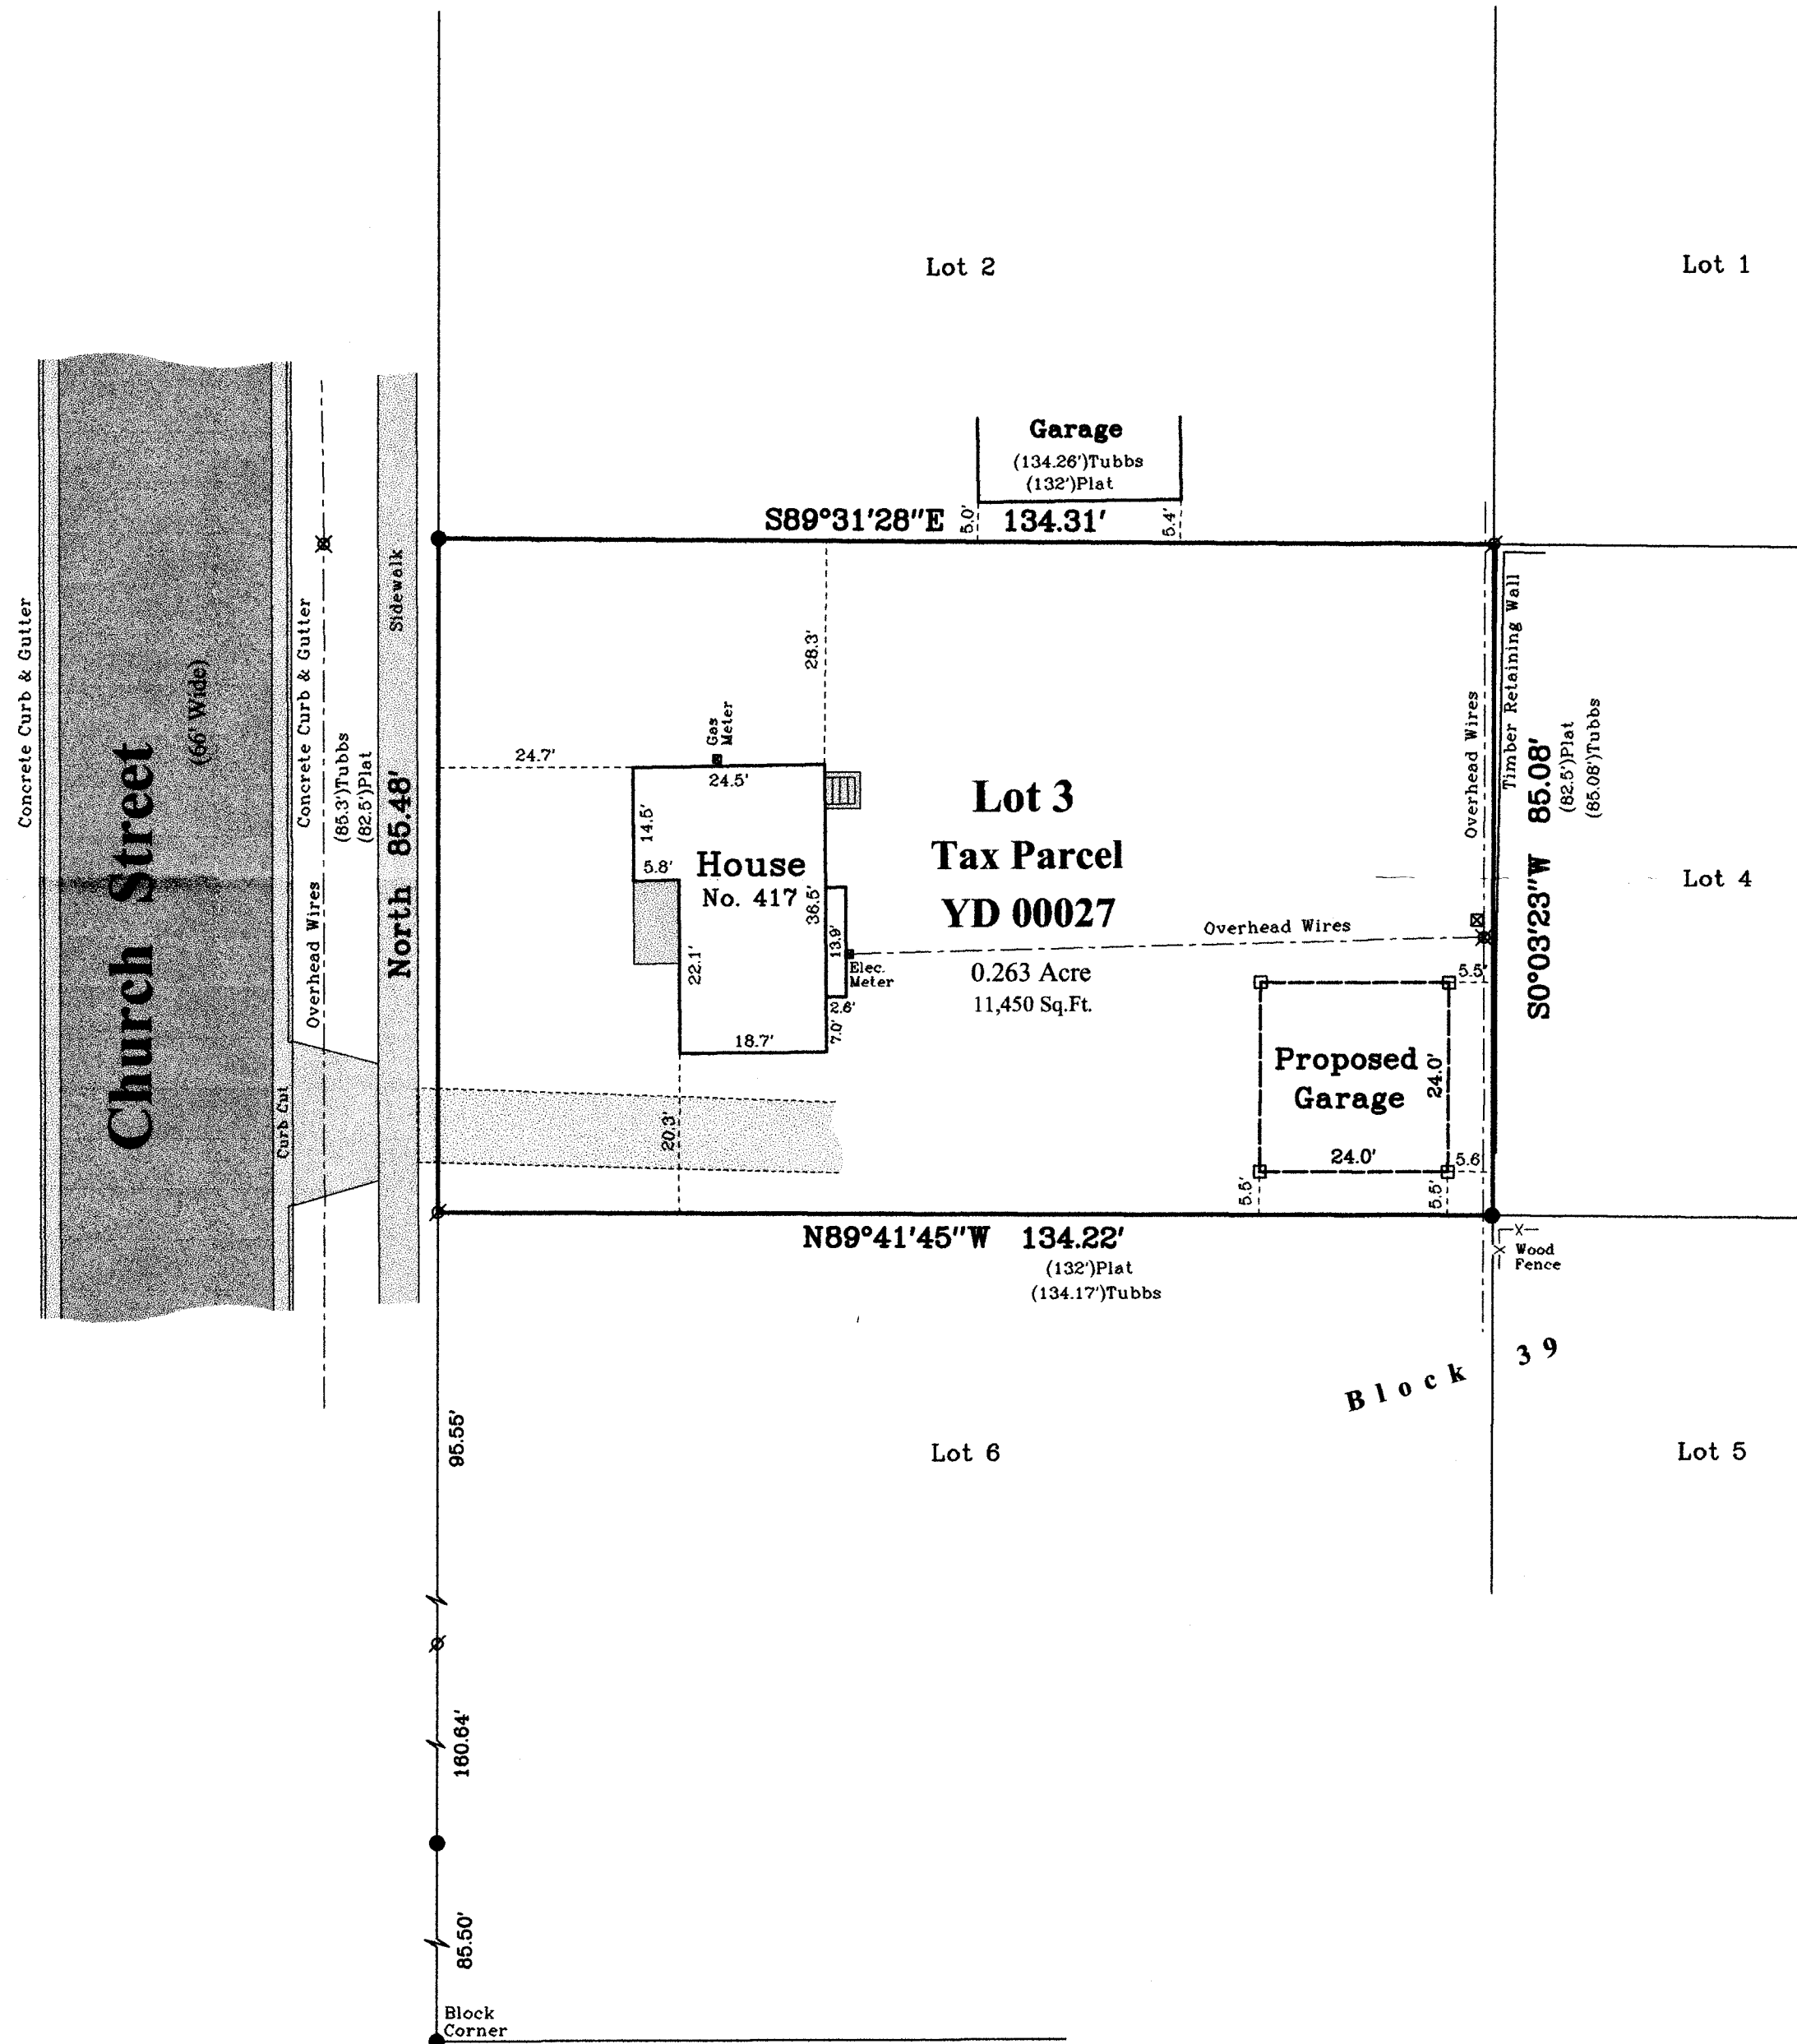 Lot 2
Lot 1
Garage
(134.26')Tubbs
(132')Plat
S89°31'28"E 134.31'
5.0'
5.4'
Concrete Curb & Gutter
Church Street
(66' Wide)
Concrete Curb & Gutter
Overhead Wires
Curb Cut
(85.3')Tubbs
(82.5')Plat
Sidewalk
North 85.48'
28.3'
24.7'
Gas
Meter
24.5'
14.5'
5.8'
House
No. 417
36.5'
13.9'
22.1'
Elec.
Meter
2.6'
7.0'
18.7'
20.3'
Lot 3
Tax Parcel
YD 00027
0.263 Acre
11,450 Sq.Ft.
Overhead Wires
Overhead Wires
Timber Retaining Wall
S0°03'23"W 85.08'
(82.5')Plat
(85.08')Tubbs
Lot 4
5.5'
Proposed
Garage
24.0'
24.0'
5.6
5.5'
5.5'
N89°41'45"W 134.22'
(132')Plat
(134.17')Tubbs
X
X
Wood
Fence
Block 39
95.55'
Lot 6
Lot 5
160.64'
85.50'
Block
Corner